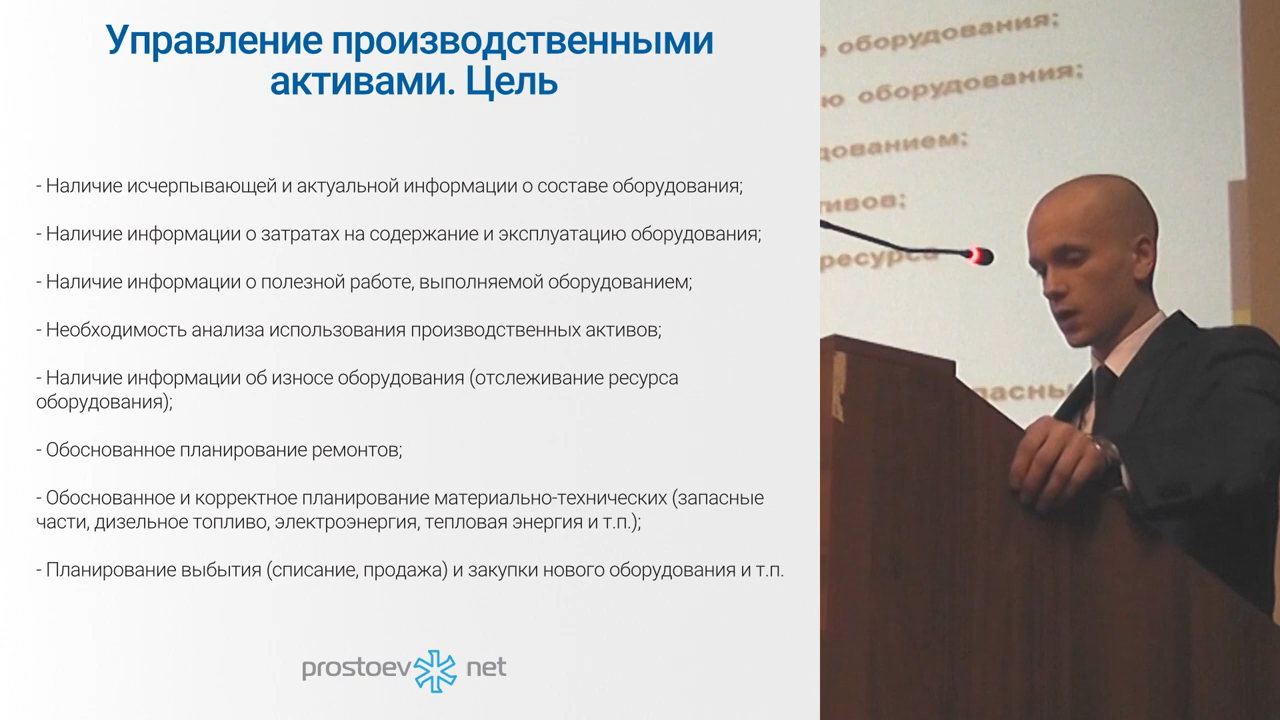 Управление производственными
активами. Цель
- Наличие исчерпывающей и актуальной информации о составе оборудования;
- Наличие информации о затратах на содержание и эксплуатацию оборудования;
- Наличие информации о полезной работе, выполняемой оборудованием;
- Необходимость анализа использования производственных активов;
- Наличие информации об износе оборудования (отслеживание ресурса
оборудования);
- Обоснованное планирование ремонтов;
- Обоснованное и корректное планирование материально-технических (запасные
части, дизельное топливо, электроэнергия, тепловая энергия и т.п.);
- Планирование выбытия (списание, продажа) и закупки нового оборудования и т.п.
prostoev net
оборудования;
оборудования;
ресурса